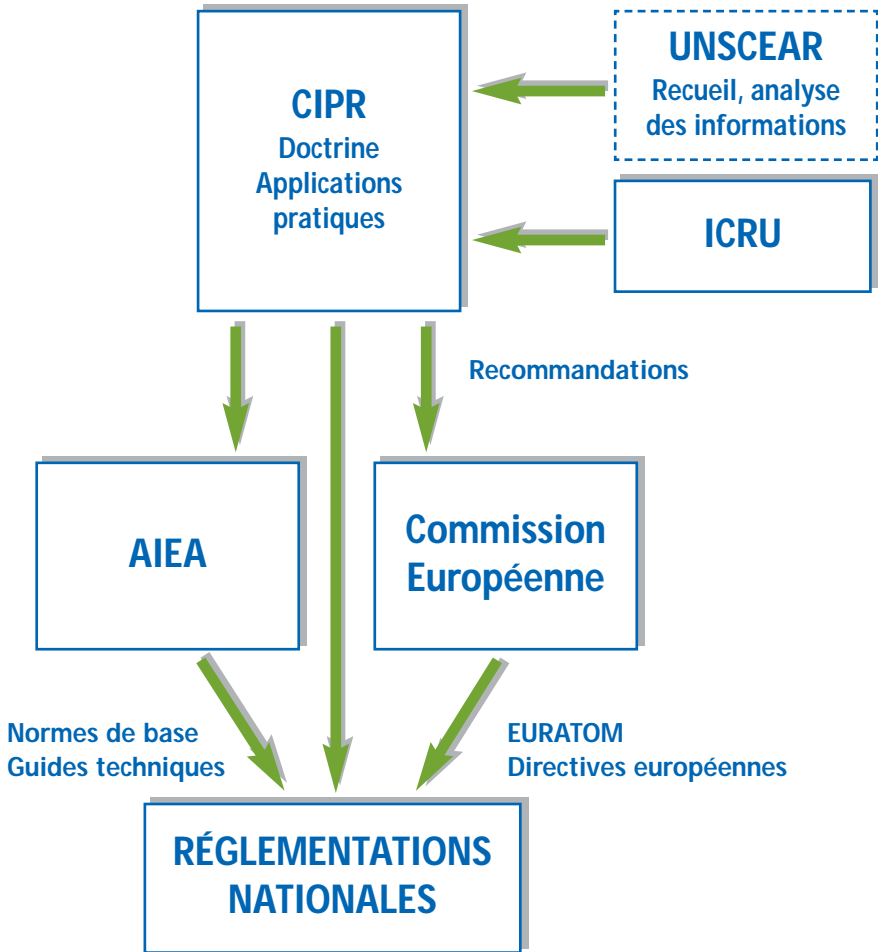 CIPR
Doctrine
Applications
pratiques
UNSCEAR
Recueil, analyse
des informations
ICRU
Recommandations
AIEA
Commission
Européenne
Normes de base
Guides techniques
EURATOM
Directives européennes
RÉGLEMENTATIONS
NATIONALES